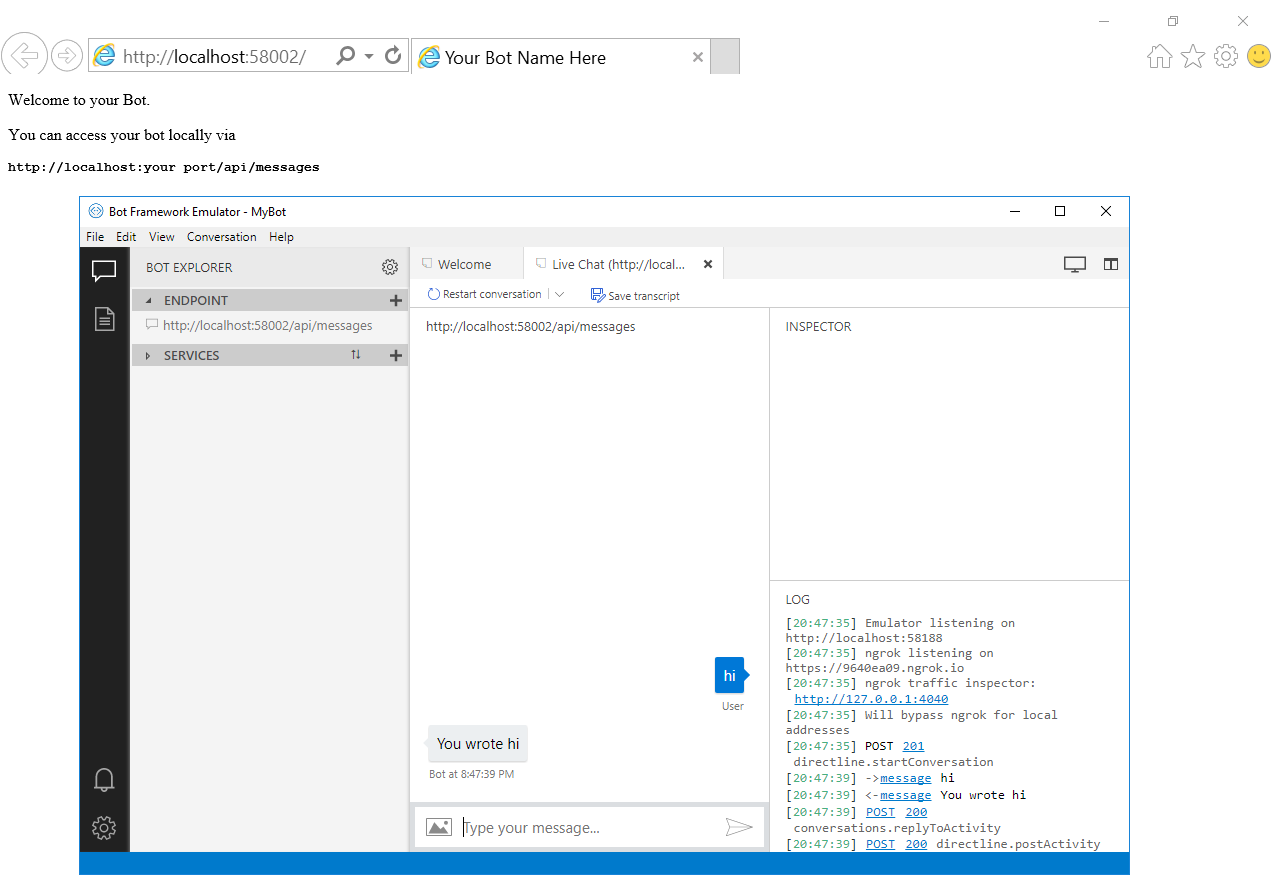 http://localhost:58002/
Your Bot Name Here
Welcome to your Bot.
You can access your bot locally via
http://localhost:your port/api/messages
Bot Framework Emulator - MyBot
File Edit View Conversation Help
BOT EXPLORER
ENDPOINT
http://localhost:58002/api/messages
SERVICES
Welcome
Live Chat (http://local...
Restart conversation
Save transcript
http://localhost:58002/api/messages
hi
User
You wrote hi
Bot at 8:47:39 PM
Type your message...
INSPECTOR
LOG
[20:47:35] Emulator listening on
http://localhost:58188
[20:47:35] ngrok listening on
https://9640ea09.ngrok.io
[20:47:35] ngrok traffic inspector:
http://127.0.0.1:4040
[20:47:35] Will bypass ngrok for local
addresses
[20:47:35] POST 201
directline.startConversation
[20:47:39] ->message hi
[20:47:39] <-message You wrote hi
[20:47:39] POST 200
conversations.replyToActivity
[20:47:39] POST 200 directline.postActivity